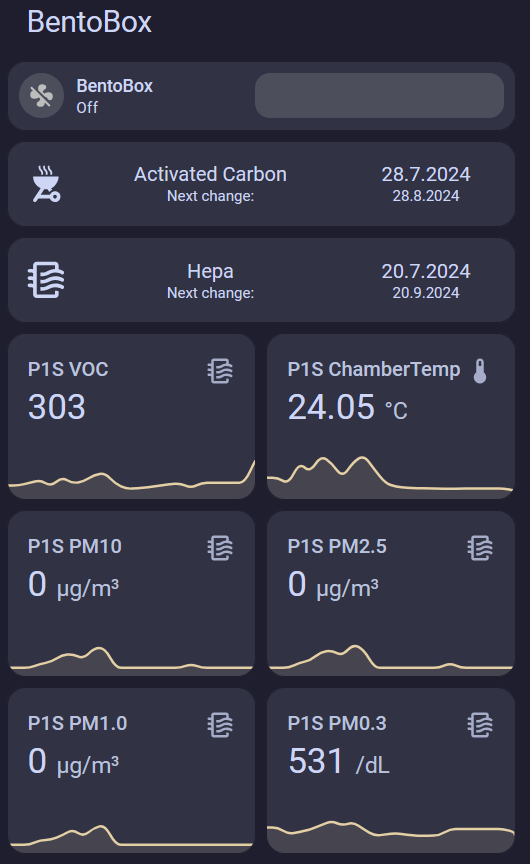 BentoBox
BentoBox
Off
Activated Carbon 28.7.2024
Next change: 28.8.2024
Hepa 20.7.2024
Next change: 20.9.2024
P1S VOC
303
P1S ChamberTemp
24.05 °C
P1S PM10
0 µg/m³
P1S PM2.5
0 µg/m³
P1S PM1.0
0 µg/m³
P1S PM0.3
531 /dL